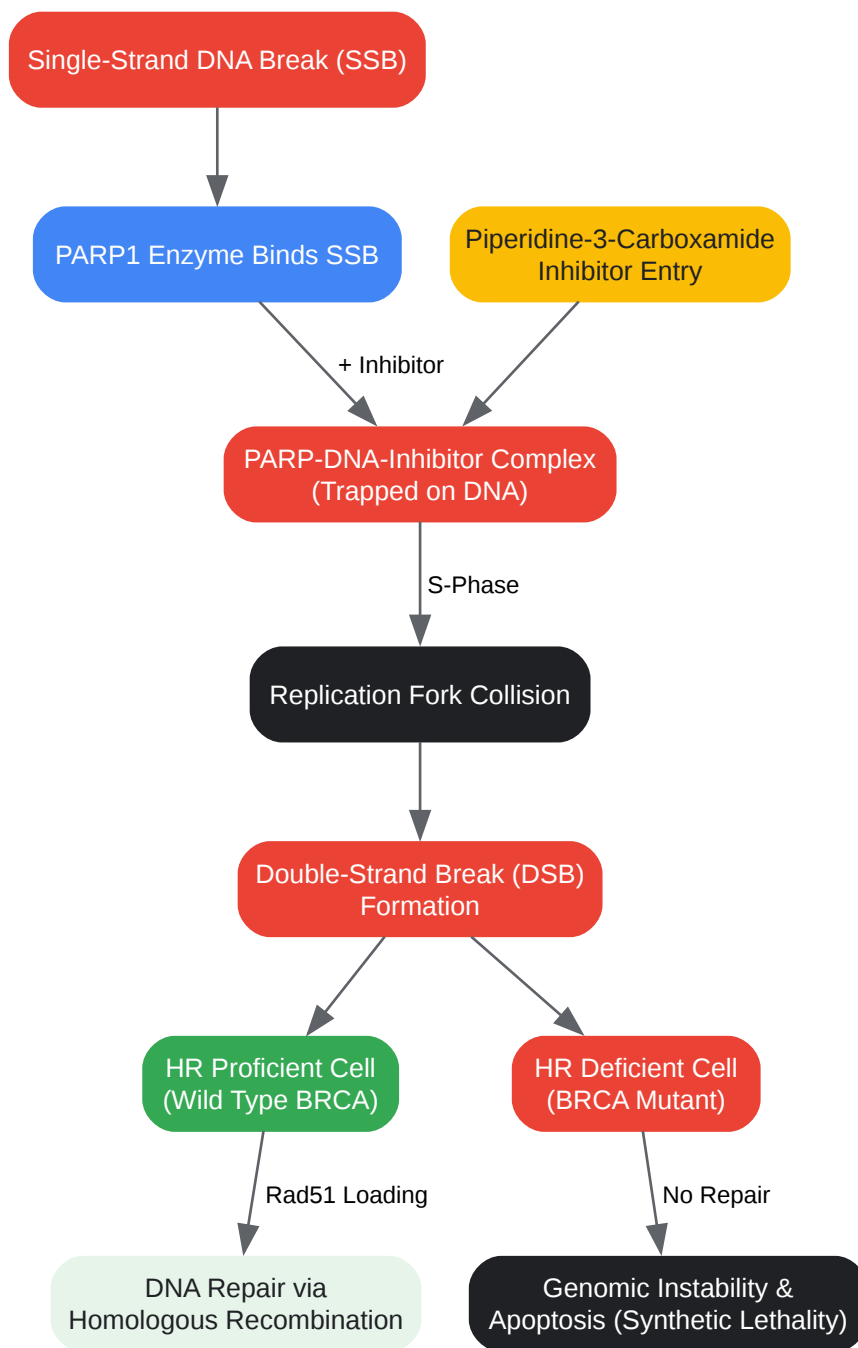 Single-Strand DNA Break (SSB)
PARP1 Enzyme Binds SSB
Piperidine-3-Carboxamide
Inhibitor Entry
+ Inhibitor
PARP-DNA-Inhibitor Complex
(Trapped on DNA)
S-Phase
Replication Fork Collision
Double-Strand Break (DSB)
Formation
HR Proficient Cell
(Wild Type BRCA)
HR Deficient Cell
(BRCA Mutant)
Rad51 Loading
No Repair
DNA Repair via
Homologous Recombination
Genomic Instability &
Apoptosis (Synthetic Lethality)